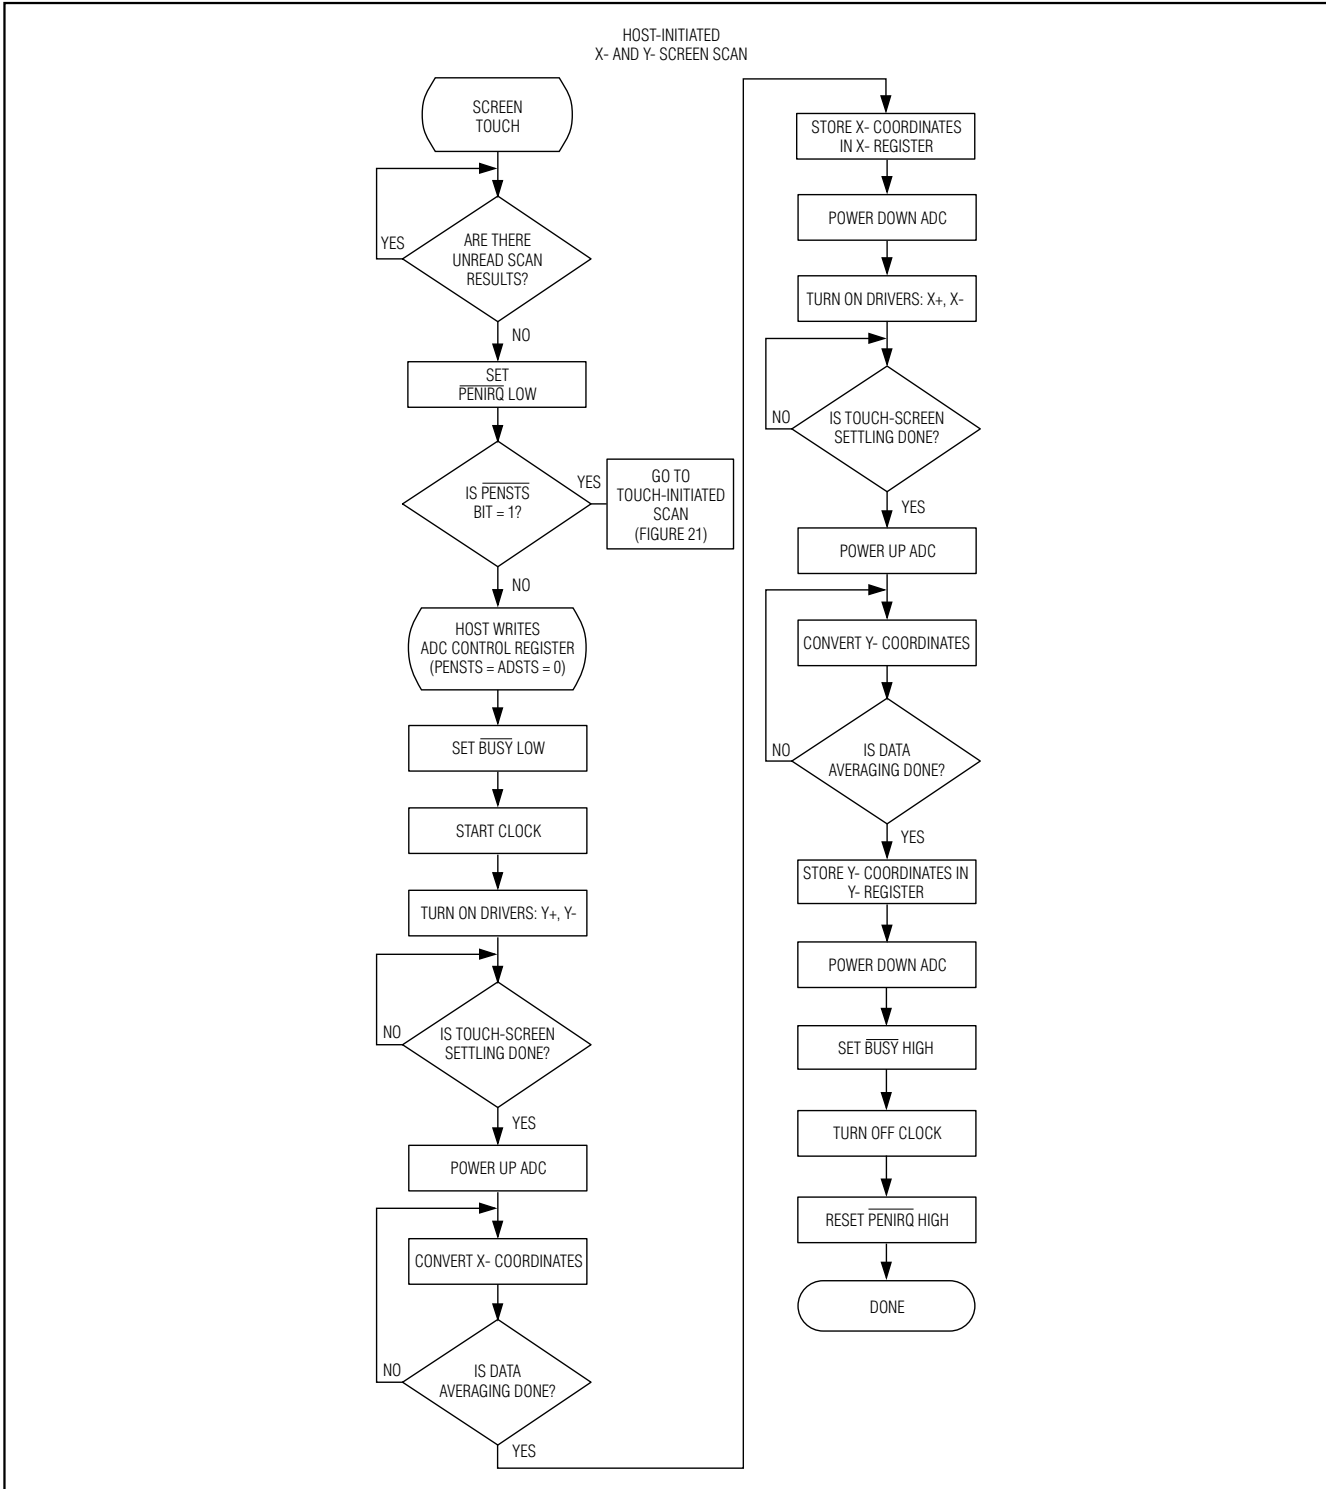 HOST-INITIATED
X- AND Y- SCREEN SCAN
SCREEN
TOUCH
YES
ARE THERE
UNREAD SCAN
RESULTS?
NO
SET
PENIRQ LOW
IS PENSTS
BIT = 1?
YES
GO TO
TOUCH-INITIATED
SCAN
(FIGURE 21)
NO
HOST WRITES
ADC CONTROL REGISTER
(PENSTS = ADSTS = 0)
SET BUSY LOW
START CLOCK
TURN ON DRIVERS: Y+, Y-
NO
IS TOUCH-SCREEN
SETTLING DONE?
YES
POWER UP ADC
CONVERT X- COORDINATES
NO
IS DATA
AVERAGING DONE?
YES
STORE X- COORDINATES
IN X- REGISTER
POWER DOWN ADC
TURN ON DRIVERS: X+, X-
NO
IS TOUCH-SCREEN
SETTLING DONE?
YES
POWER UP ADC
CONVERT Y- COORDINATES
NO
IS DATA
AVERAGING DONE?
YES
STORE Y- COORDINATES IN
Y- REGISTER
POWER DOWN ADC
SET BUSY HIGH
TURN OFF CLOCK
RESET PENIRQ HIGH
DONE